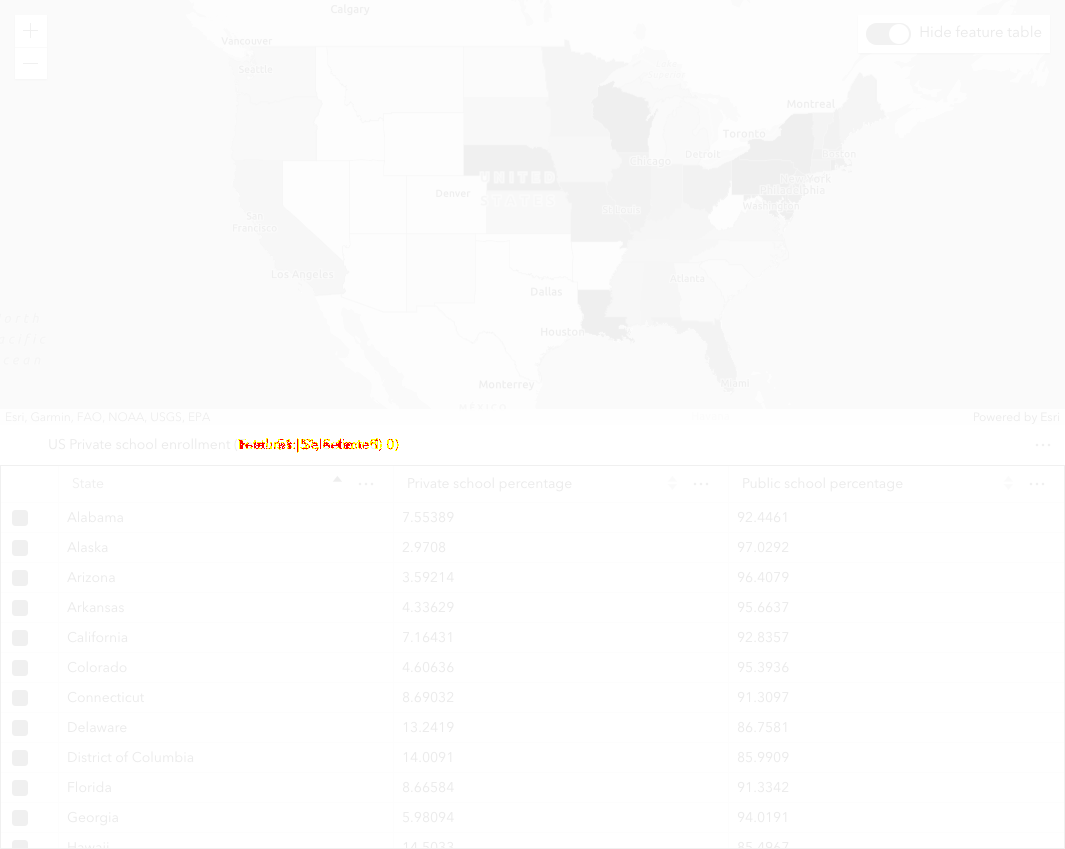 Calgary
Vancouver
Seattle
Hide feature table
Montreal
Toronto
Chicago
Detroit
Boston
New York
Philadelphia
Washington
UNITED
STATES
Denver
St Louis
San
Francisco
Los Angeles
Atlanta
Dallas
Houston
Miami
Monterrey
MEXICO
Esri, Garmin, FAO, NOAA, USGS, EPA
Powered by Esri
US Private school enrollment (
State
Private school percentage
Public school percentage
Alabama 7.55389 92.4461
Alaska 2.9708 97.0292
Arizona 3.59214 96.4079
Arkansas 4.33629 95.6637
California 7.16431 92.8357
Colorado 4.60636 95.3936
Connecticut 8.69032 91.3097
Delaware 13.2419 86.7581
District of Columbia 14.0091 85.9909
Florida 8.66584 91.3342
Georgia 5.98094 94.0191
Hawaii 14.5033 85.4967